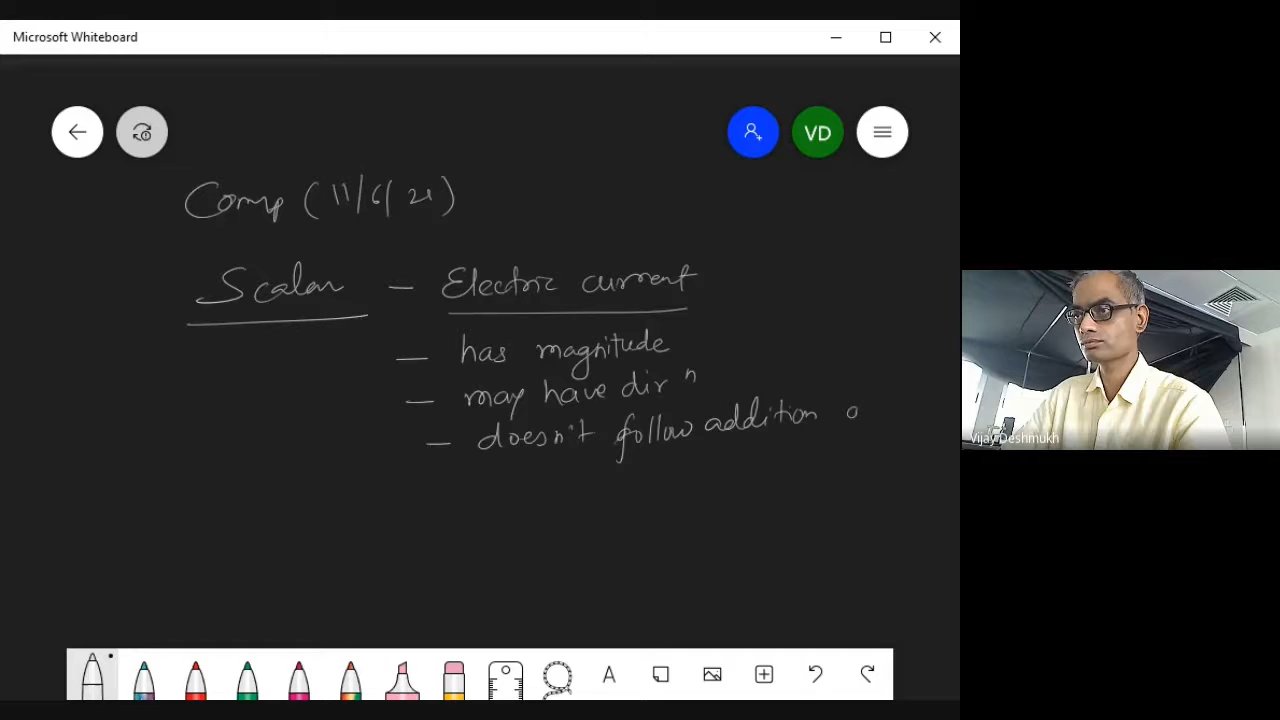 Microsoft Whiteboard
VD
Comp (11/6/21)
Scalar - Electric current
- has magnitude
- may have dirⁿ
- doesn't follow addition o
Vijay Deshmukh
A